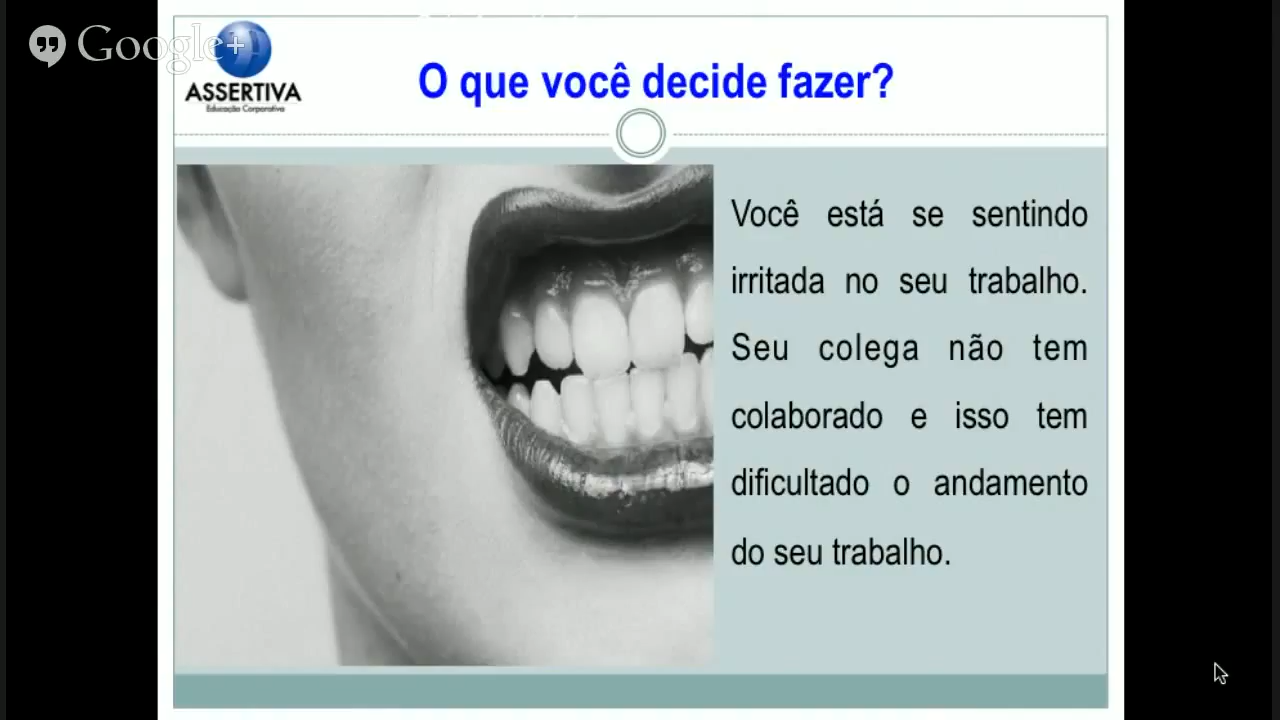 Google+
ASSERTIVA
Educação Corporativa
O que você decide fazer?
Você está se sentindo
irritada no seu trabalho.
Seu colega não tem
colaborado e isso tem
dificultado o andamento
do seu trabalho.